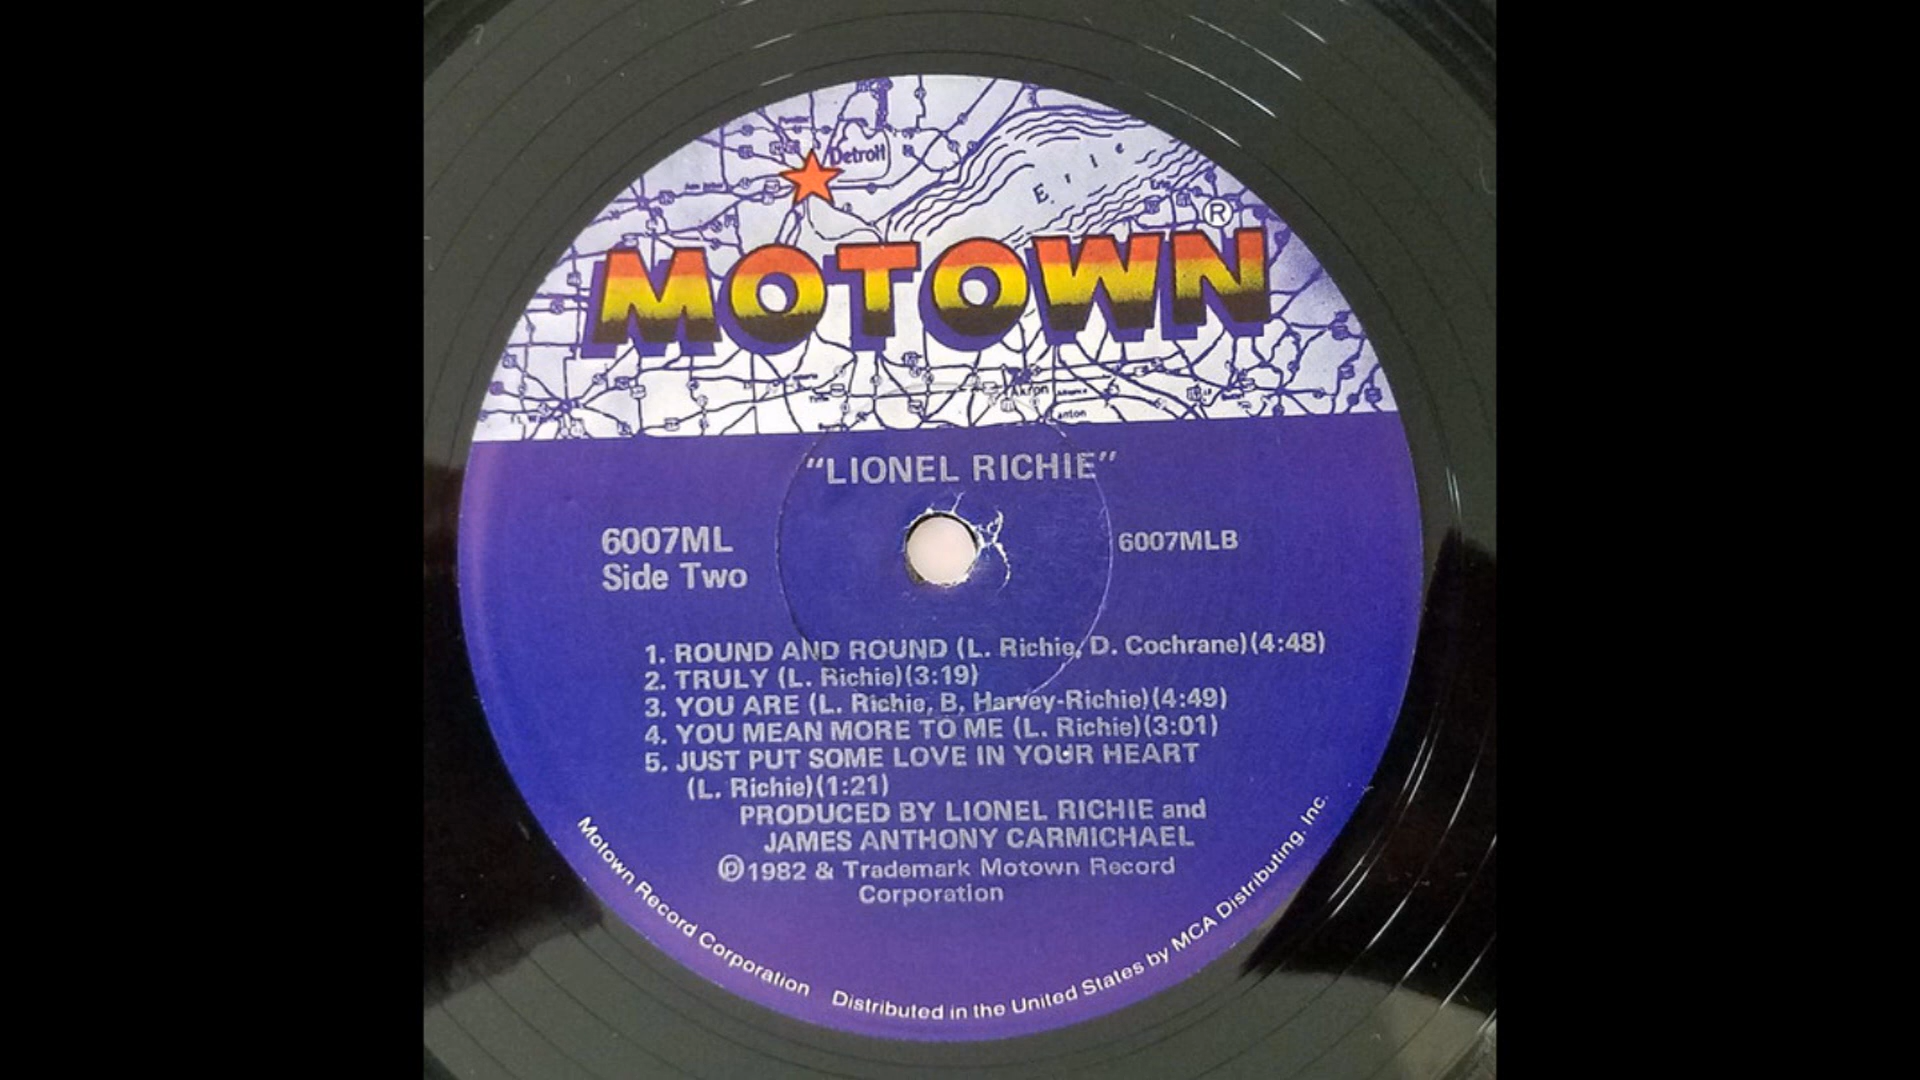 Detroit
E r i e
Erie
®
MOTOWN
Akron
anton
"LIONEL RICHIE"
6007ML
Side Two
6007MLB
1. ROUND AND ROUND (L. Richie, D. Cochrane)(4:48)
2. TRULY (L. Richie)(3:19)
3. YOU ARE (L. Richie, B. Harvey-Richie)(4:49)
4. YOU MEAN MORE TO ME (L. Richie)(3:01)
5. JUST PUT SOME LOVE IN YOUR HEART
(L. Richie)(1:21)
PRODUCED BY LIONEL RICHIE and
JAMES ANTHONY CARMICHAEL
℗1982 & Trademark Motown Record
Corporation
Motown Record Corporation Distributed in the United States by MCA Distributing, Inc.